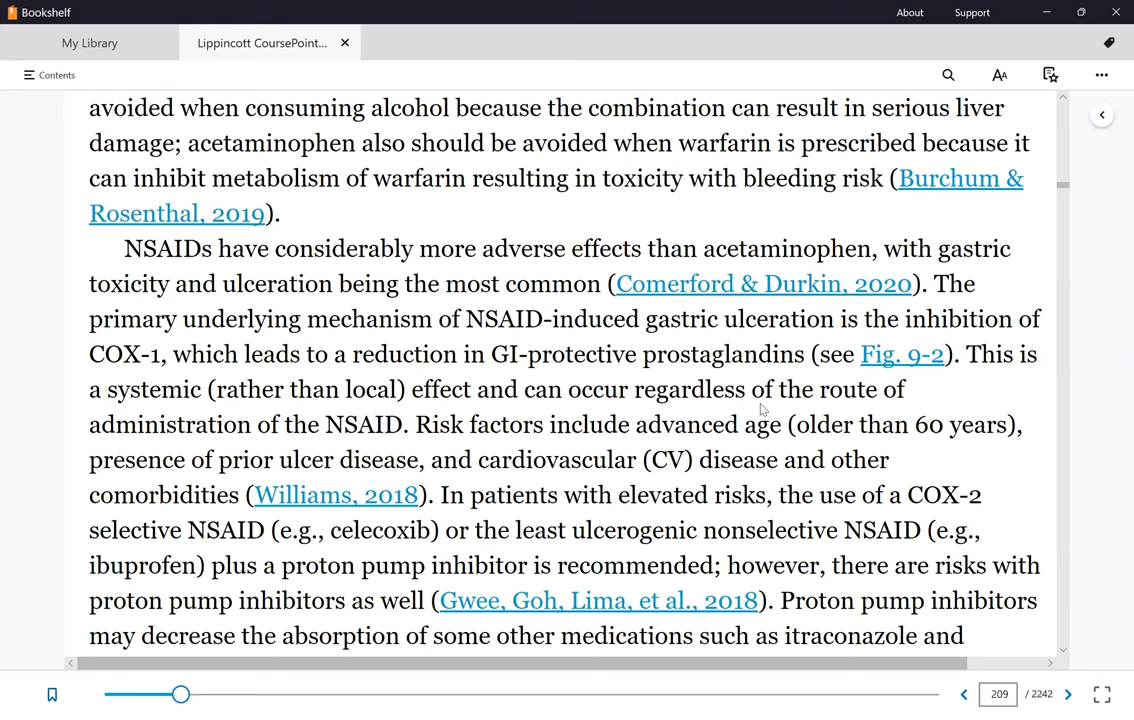 Bookshelf
About
Support
My Library
Lippincott CoursePoint...
Contents
avoided when consuming alcohol because the combination can result in serious liver
damage; acetaminophen also should be avoided when warfarin is prescribed because it
can inhibit metabolism of warfarin resulting in toxicity with bleeding risk (Burchum &
Rosenthal, 2019).
NSAIDs have considerably more adverse effects than acetaminophen, with gastric
toxicity and ulceration being the most common (Comerford & Durkin, 2020). The
primary underlying mechanism of NSAID-induced gastric ulceration is the inhibition of
COX-1, which leads to a reduction in GI-protective prostaglandins (see Fig. 9-2). This is
a systemic (rather than local) effect and can occur regardless of the route of
administration of the NSAID. Risk factors include advanced age (older than 60 years),
presence of prior ulcer disease, and cardiovascular (CV) disease and other
comorbidities (Williams, 2018). In patients with elevated risks, the use of a COX-2
selective NSAID (e.g., celecoxib) or the least ulcerogenic nonselective NSAID (e.g.,
ibuprofen) plus a proton pump inhibitor is recommended; however, there are risks with
proton pump inhibitors as well (Gwee, Goh, Lima, et al., 2018). Proton pump inhibitors
may decrease the absorption of some other medications such as itraconazole and
209 / 2242